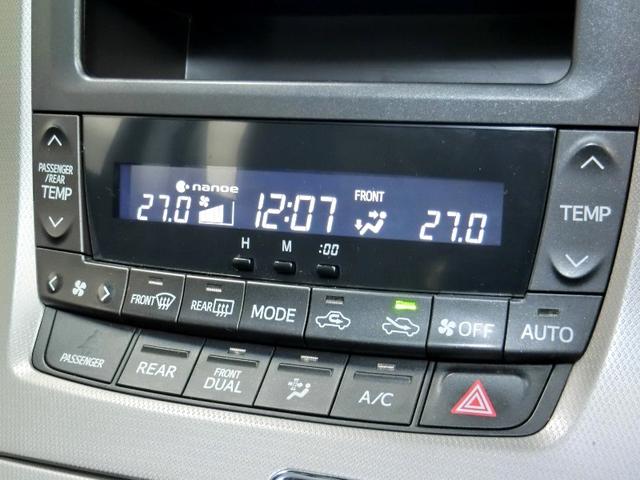 PASSENGER
/REAR
TEMP
nanoe
FRONT
27.0
12:07
27.0
TEMP
H
M
:00
FRONT
REAR
MODE
OFF
AUTO
PASSENGER
REAR
FRONT
DUAL
A/C